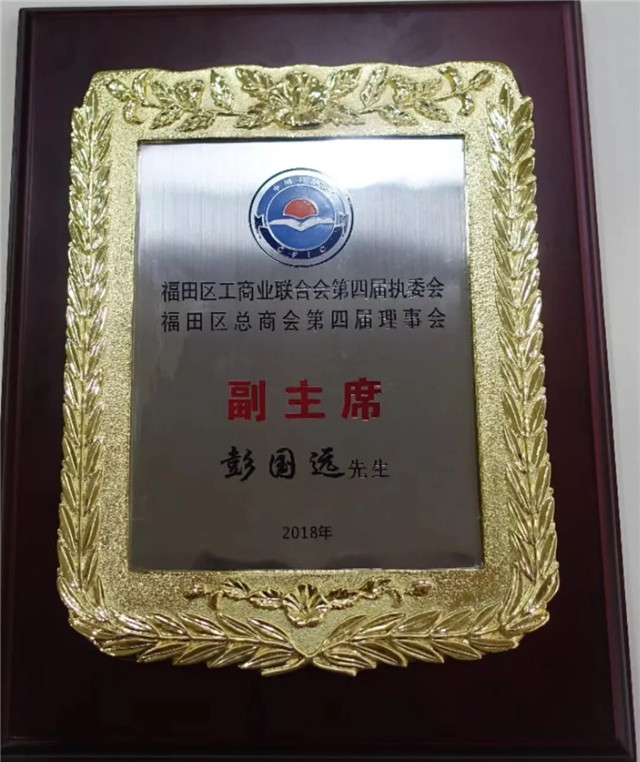 福田区工商业联合会第四届执委会
福田区总商会第四届理事会
副主席
彭国远先生
2018年